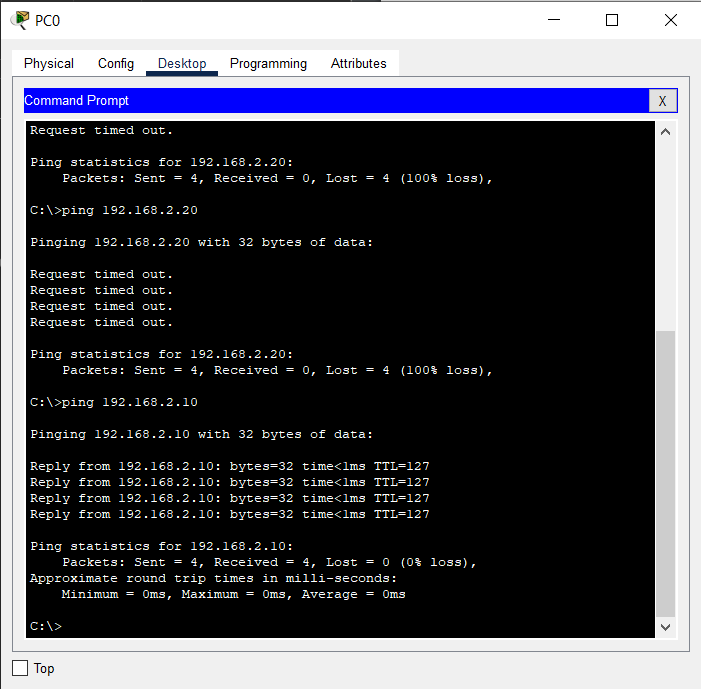 PC0
Physical Config Desktop Programming Attributes
Command Prompt X
Request timed out.
Ping statistics for 192.168.2.20:
    Packets: Sent = 4, Received = 0, Lost = 4 (100% loss),
C:\>ping 192.168.2.20
Pinging 192.168.2.20 with 32 bytes of data:
Request timed out.
Request timed out.
Request timed out.
Request timed out.
Ping statistics for 192.168.2.20:
    Packets: Sent = 4, Received = 0, Lost = 4 (100% loss),
C:\>ping 192.168.2.10
Pinging 192.168.2.10 with 32 bytes of data:
Reply from 192.168.2.10: bytes=32 time<1ms TTL=127
Reply from 192.168.2.10: bytes=32 time<1ms TTL=127
Reply from 192.168.2.10: bytes=32 time<1ms TTL=127
Reply from 192.168.2.10: bytes=32 time<1ms TTL=127
Ping statistics for 192.168.2.10:
    Packets: Sent = 4, Received = 4, Lost = 0 (0% loss),
Approximate round trip times in milli-seconds:
    Minimum = 0ms, Maximum = 0ms, Average = 0ms
C:\>
Top